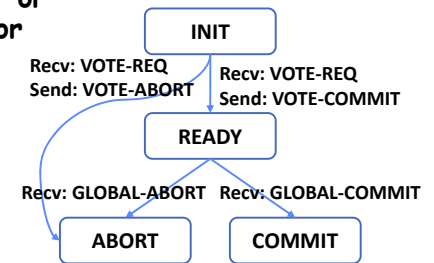 or
INIT
Recv: VOTE-REQ
Send: VOTE-ABORT
Recv: VOTE-REQ
Send: VOTE-COMMIT
READY
Recv: GLOBAL-ABORT
Recv: GLOBAL-COMMIT
ABORT
COMMIT